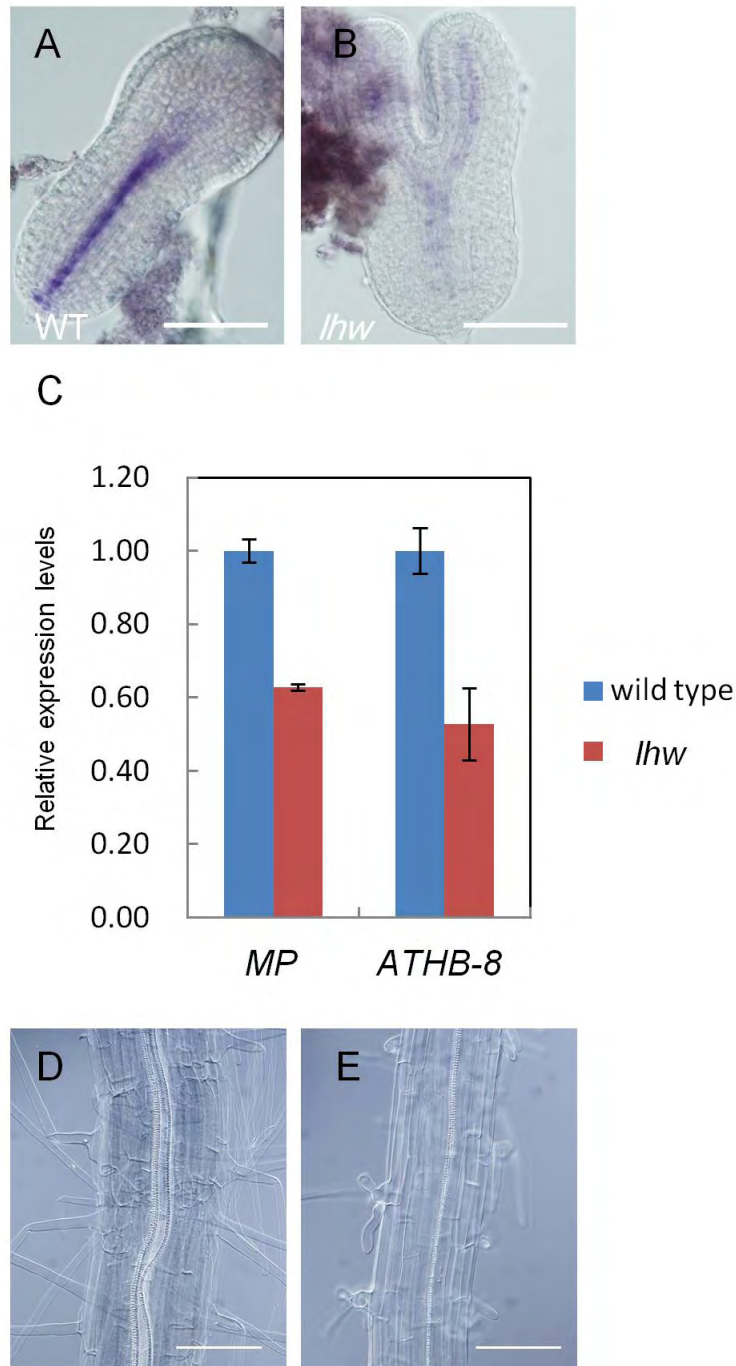 A
B
WT
lhw
C
1.20
1.00
0.80
0.60
0.40
0.20
0.00
Relative expression levels
MP
ATHB-8
wild type
lhw
D
E